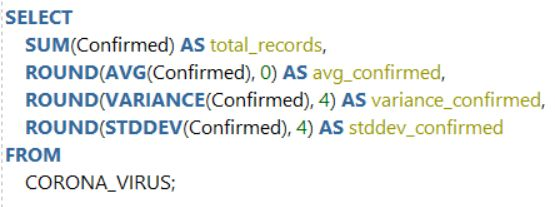 SELECT
SUM(Confirmed) AS total_records,
ROUND(AVG(Confirmed), 0) AS avg_confirmed,
ROUND(VARIANCE(Confirmed), 4) AS variance_confirmed,
ROUND(STDDEV(Confirmed), 4) AS stddev_confirmed
FROM
CORONA_VIRUS;